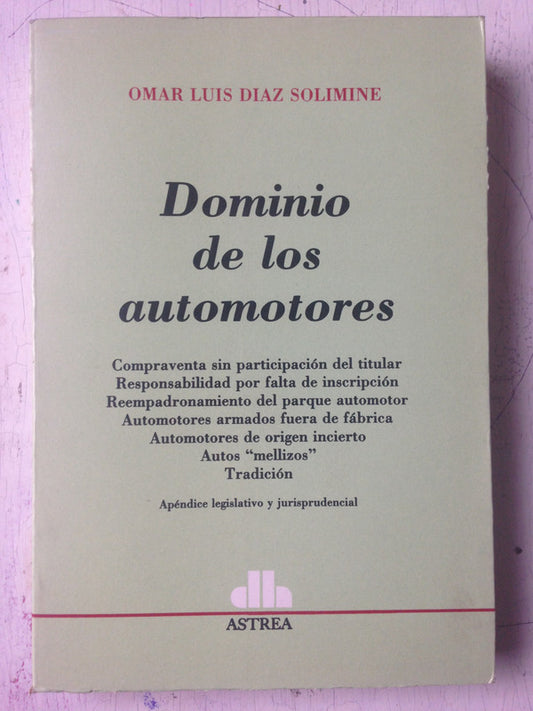 OMAR LUIS DIAZ SOLIMINE
Dominio
de los
automotores
Compraventa sin participación del titular
Responsabilidad por falta de inscripción
Reempadronamiento del parque automotor
Automotores armados fuera de fábrica
Automotores de origen incierto
Autos “mellizos”
Tradición
Apéndice legislativo y jurisprudencial
dh
ASTREA